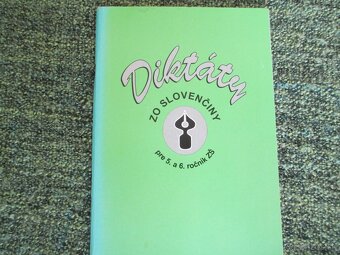 Diktáty
ZO SLOVENČINY
pre 5. a 6. ročník ZŠ